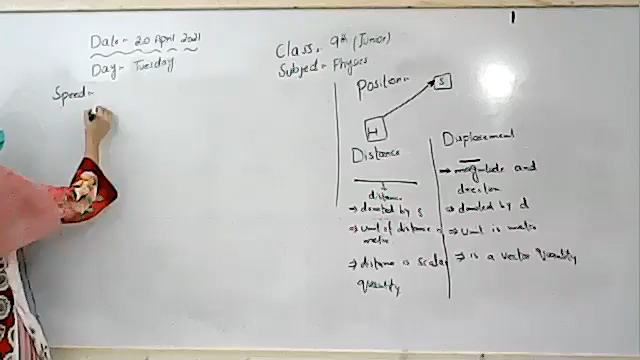 Date:- 20 April 2021
Day:- Tuesday
Class:- 9th (Junior)
Subject:- Physics
Speed:-
Position:-
S
H
Distance
distance
⇒ denoted by s
⇒ unit of distance is
metre
⇒ distance is scalar
quantity
Displacement
→ magnitude and
direction
⇒ denoted by d
⇒ unit is metre
⇒ is a vector quantity